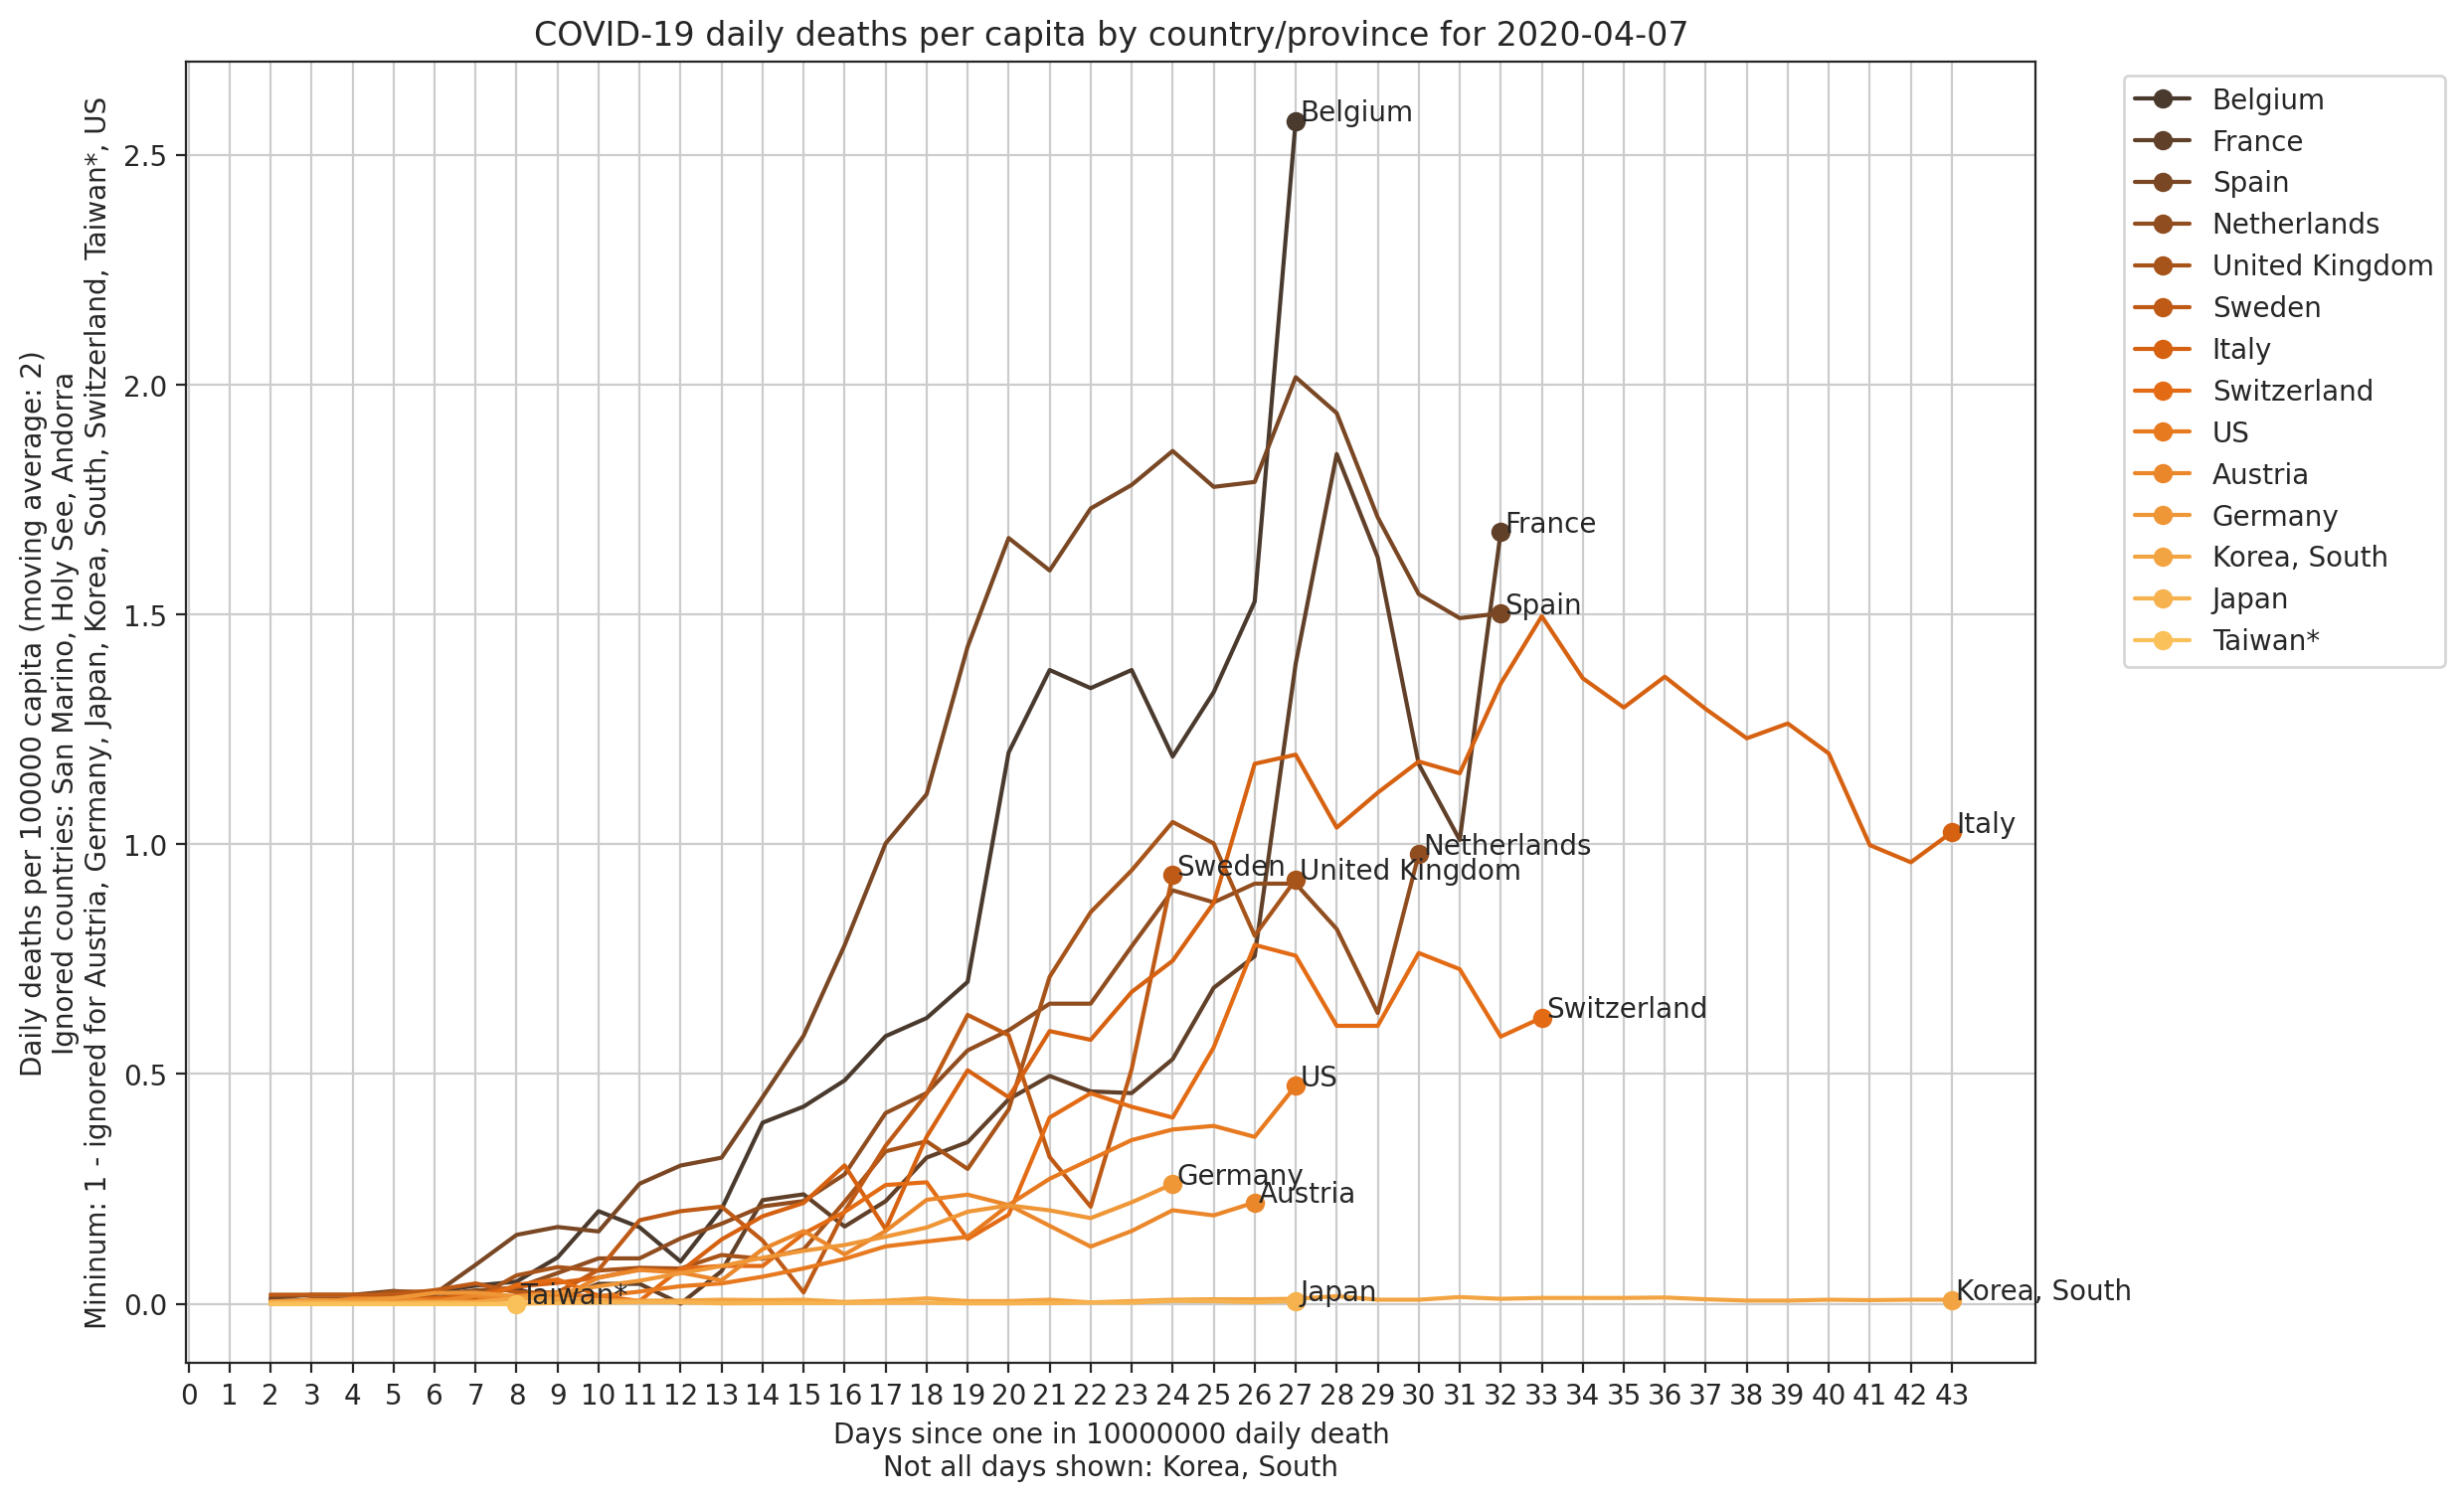 COVID-19 daily deaths per capita by country/province for 2020-04-07
Daily deaths per 100000 capita (moving average: 2)
Ignored countries: San Marino, Holy See, Andorra
Mininum: 1 - ignored for Austria, Germany, Japan, Korea, South, Switzerland, Taiwan*, US
2.5
2.0
1.5
1.0
0.5
0.0
Belgium
France
Spain
Italy
Netherlands
Sweden
United Kingdom
Switzerland
US
Germany
Austria
Taiwan*
Japan
Korea, South
0 1 2 3 4 5 6 7 8 9 10 11 12 13 14 15 16 17 18 19 20 21 22 23 24 25 26 27 28 29 30 31 32 33 34 35 36 37 38 39 40 41 42 43
Days since one in 10000000 daily death
Not all days shown: Korea, South
Belgium
France
Spain
Netherlands
United Kingdom
Sweden
Italy
Switzerland
US
Austria
Germany
Korea, South
Japan
Taiwan*